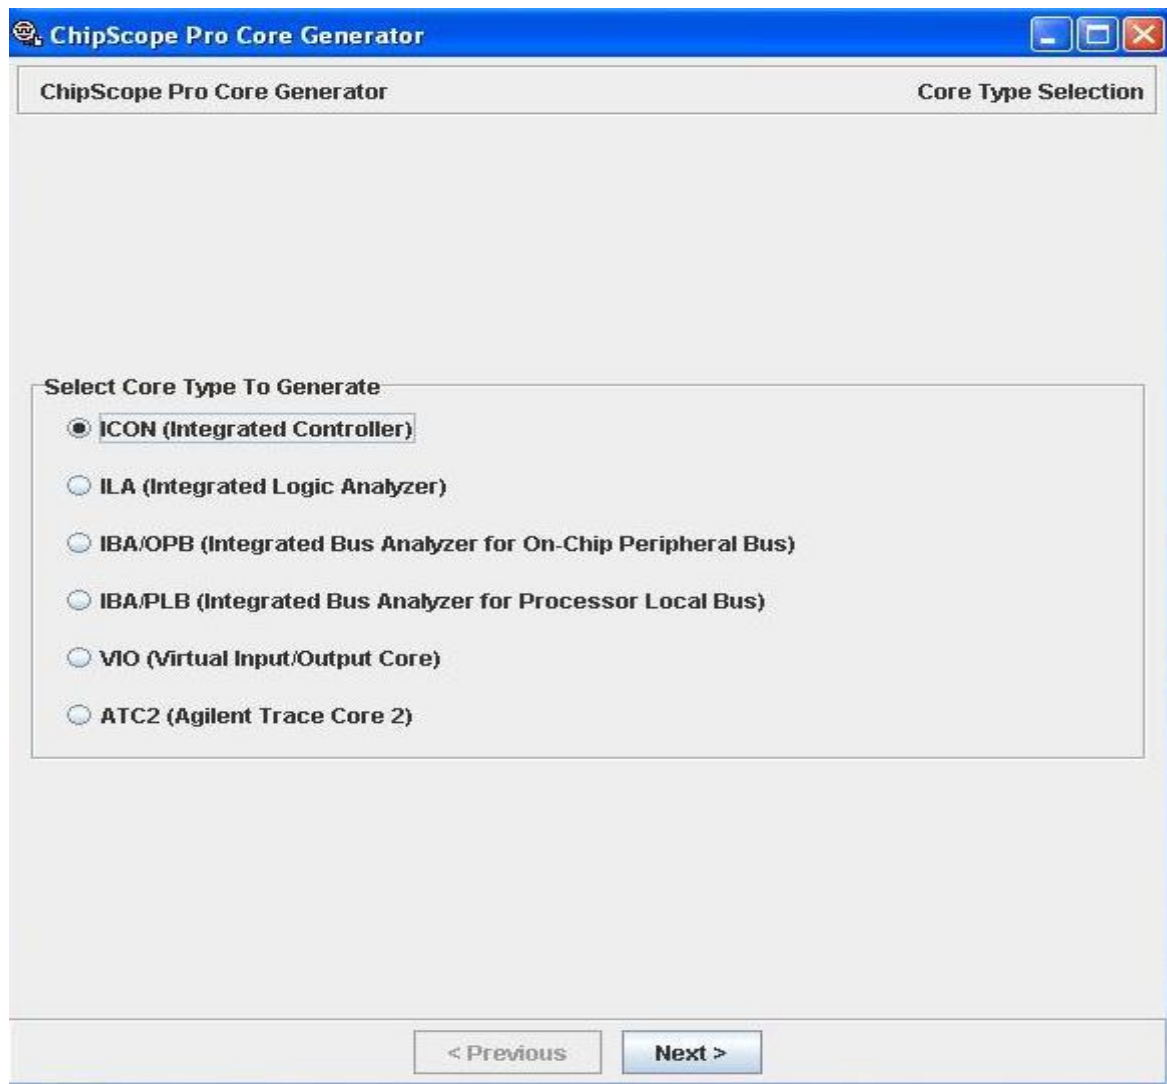 ChipScope Pro Core Generator
ChipScope Pro Core Generator Core Type Selection
Select Core Type To Generate
ICON (Integrated Controller)
ILA (Integrated Logic Analyzer)
IBA/OPB (Integrated Bus Analyzer for On-Chip Peripheral Bus)
IBA/PLB (Integrated Bus Analyzer for Processor Local Bus)
VIO (Virtual Input/Output Core)
ATC2 (Agilent Trace Core 2)
< Previous Next >